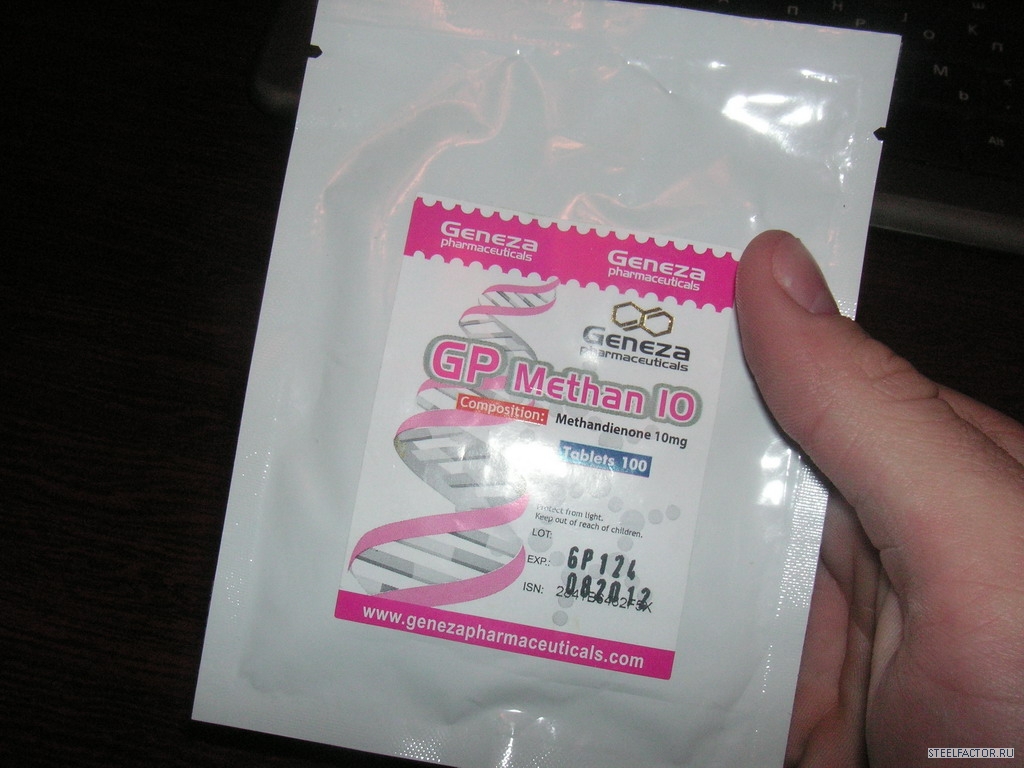 Geneza
pharmaceuticals
Geneza
pharmaceuticals
Geneza
pharmaceuticals
GP Methan 10
Composition: Methandienone 10mg
Tablets 100
Protect from light.
Keep out of reach of children.
LOT: GP124
EXP.: 082012
ISN:
www.genezapharmaceuticals.com
Alt
STEELFACTOR.RU